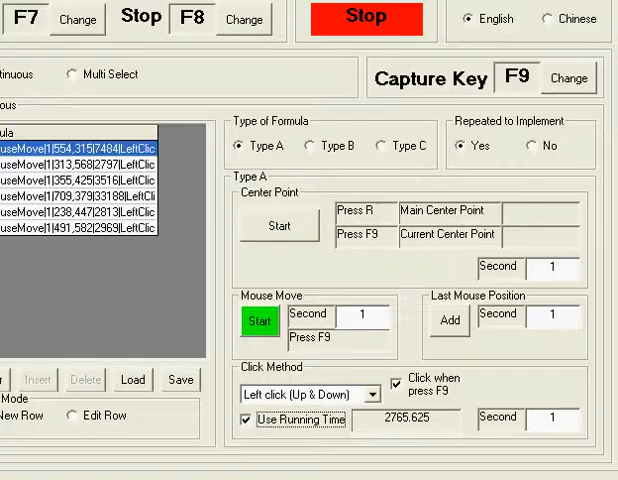 F7 Change Stop F8 Change Stop English Chinese
Multi Select Capture Key F9 Change
Type of Formula Repeated to Implement
Type A Type B Type C Yes No
useMove|1|554,315|7484|LeftClic
useMove|1|313,568|2797|LeftClic
useMove|1|355,425|3516|LeftClic
useMove|1|709,379|33188|LeftCli
useMove|1|238,447|2813|LeftClic
useMove|1|491,582|2969|LeftClic
Type A
Center Point
Start Press R Main Center Point
Press F9 Current Center Point
Second 1
Mouse Move Last Mouse Position
Start Second 1 Add Second 1
Press F9
Click Method
Insert Delete Load Save
Left click (Up & Down) Click when
press F9
Mode
New Row Edit Row
Use Running Time 2765.625 Second 1